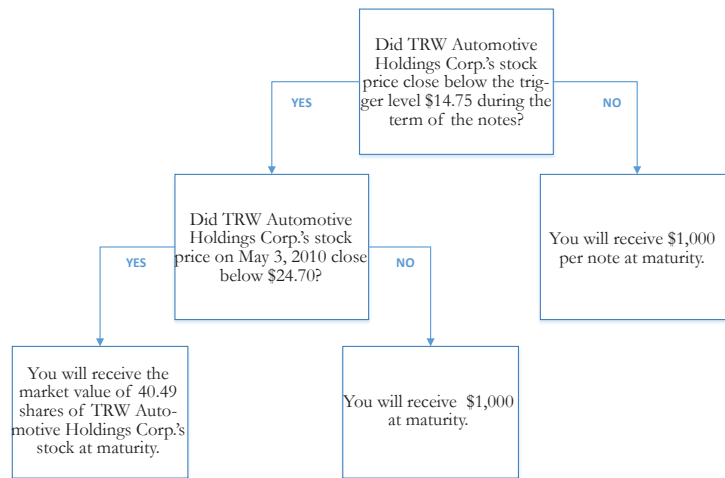 Did TRW Automotive
Holdings Corp.'s stock
price close below the trig-
ger level $14.75 during the
term of the notes?
YES
NO
Did TRW Automotive
Holdings Corp.'s stock
price on May 3, 2010 close
below $24.70?
You will receive $1,000
per note at maturity.
YES
NO
You will receive the
market value of 40.49
shares of TRW Auto-
motive Holdings Corp.'s
stock at maturity.
You will receive $1,000
at maturity.